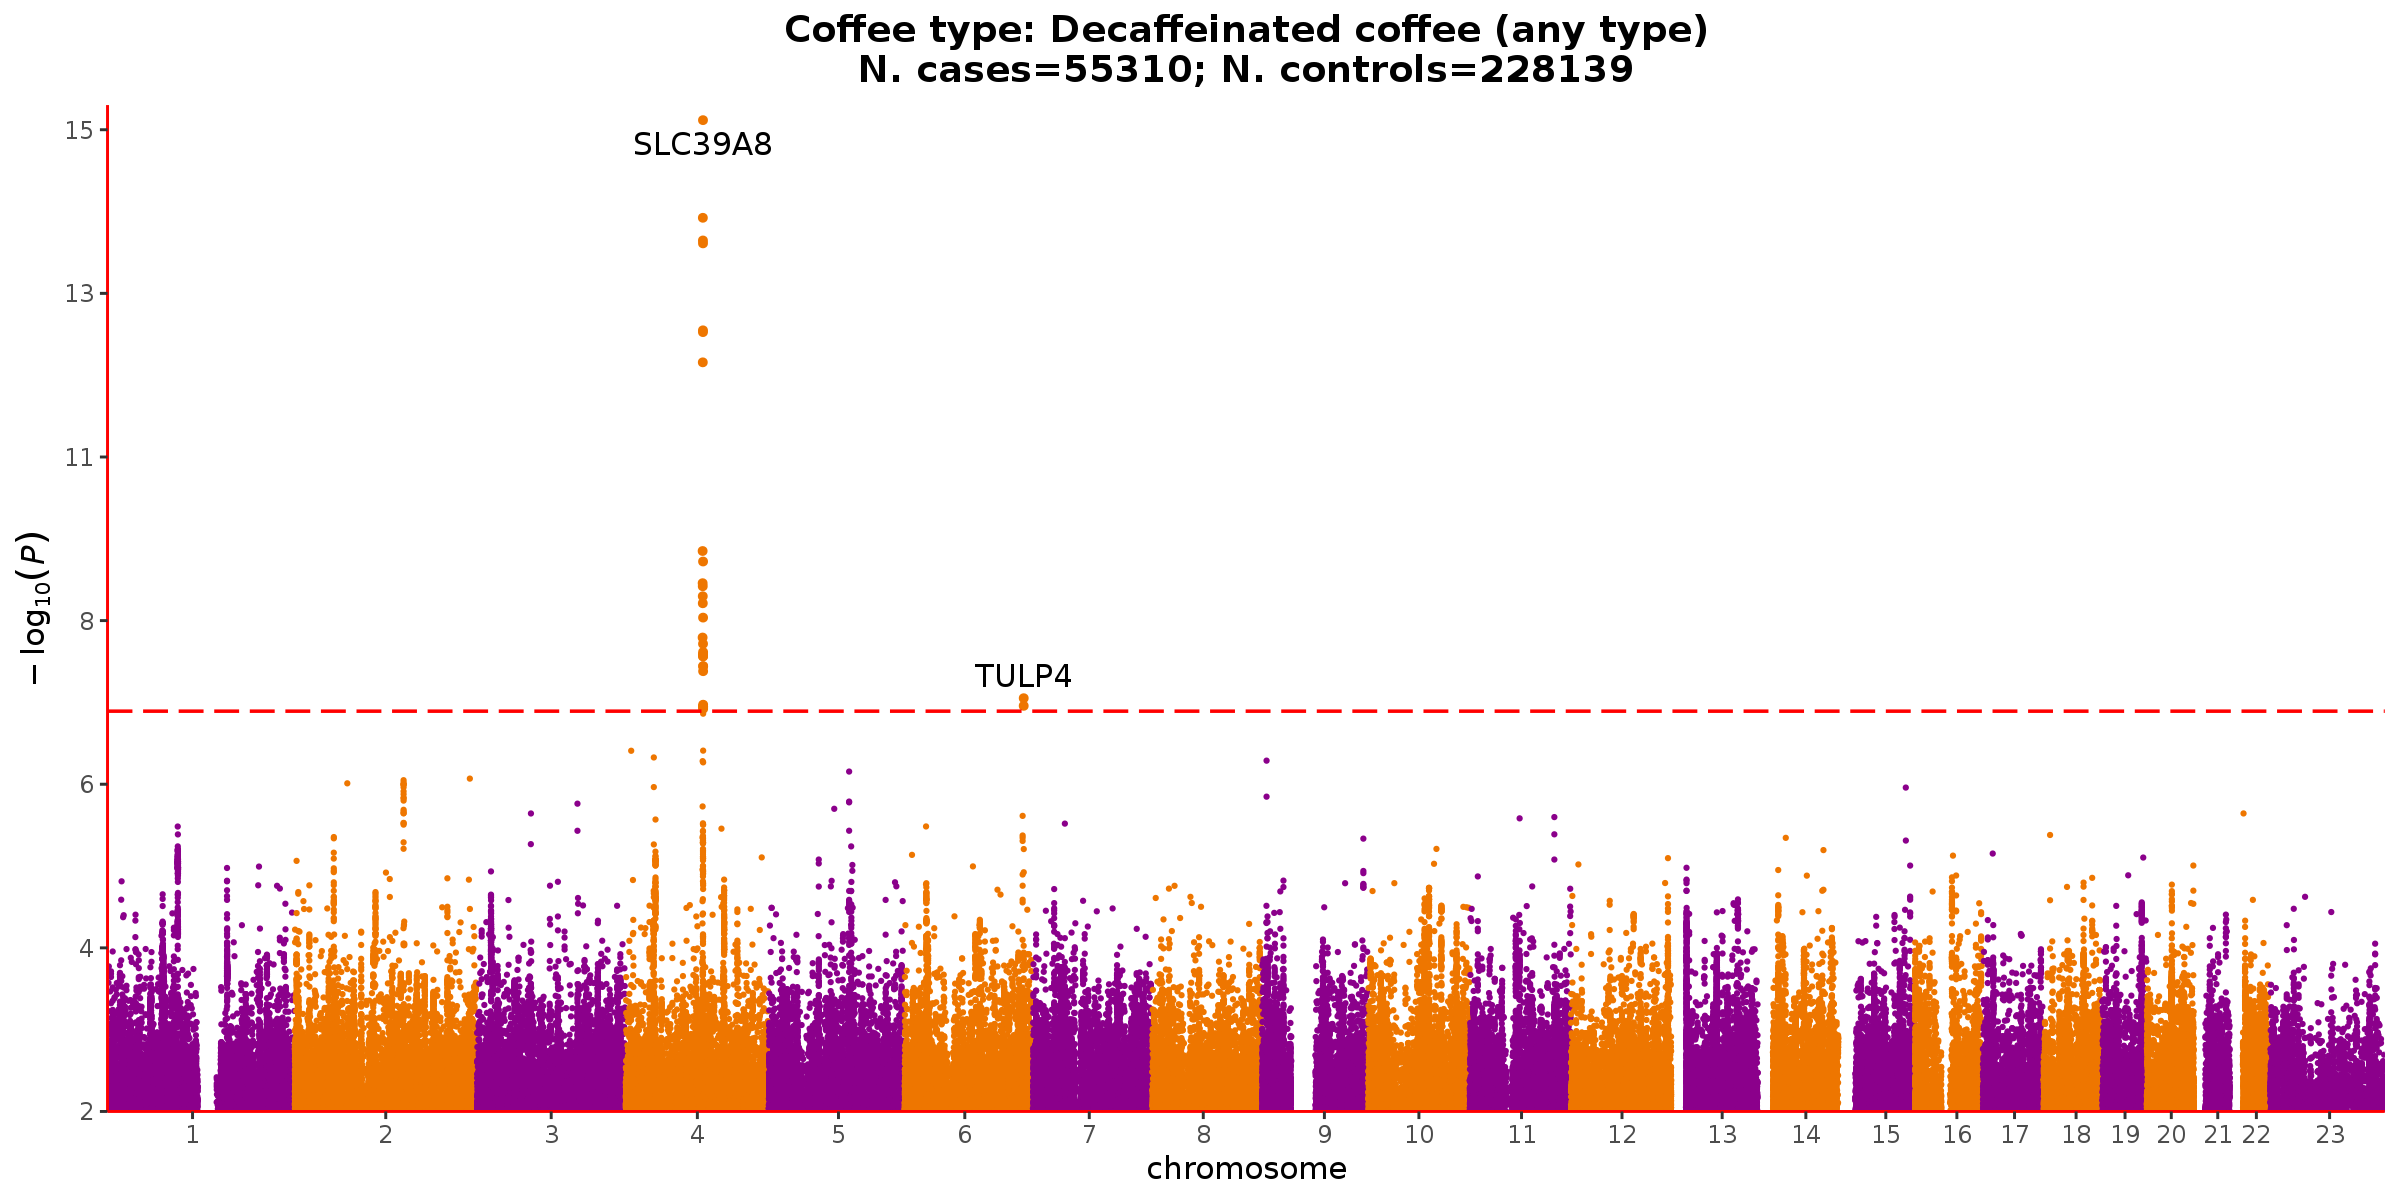 Coffee type: Decaffeinated coffee (any type)
N. cases=55310; N. controls=228139
15
SLC39A8
13
11
8
TULP4
6
4
2
−log10(P)
1 2 3 4 5 6 7 8 9 10 11 12 13 14 15 16 17 18 19 20 21 22 23
chromosome